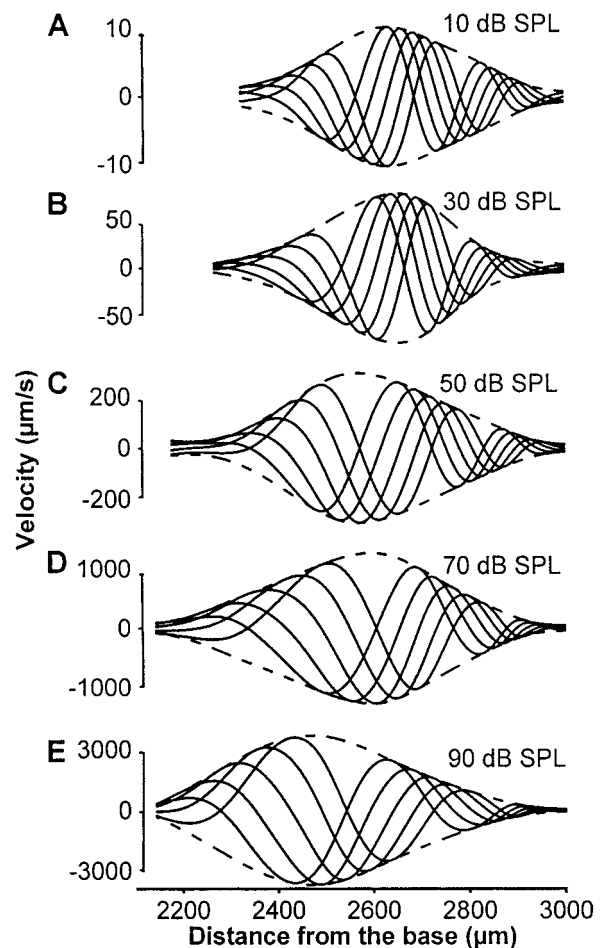 A
10 dB SPL
10
0
-10
B
30 dB SPL
50
0
-50
C
50 dB SPL
200
0
-200
Velocity (µm/s)
D
70 dB SPL
1000
0
-1000
E
90 dB SPL
3000
0
-3000
2200 2400 2600 2800 3000
Distance from the base (µm)